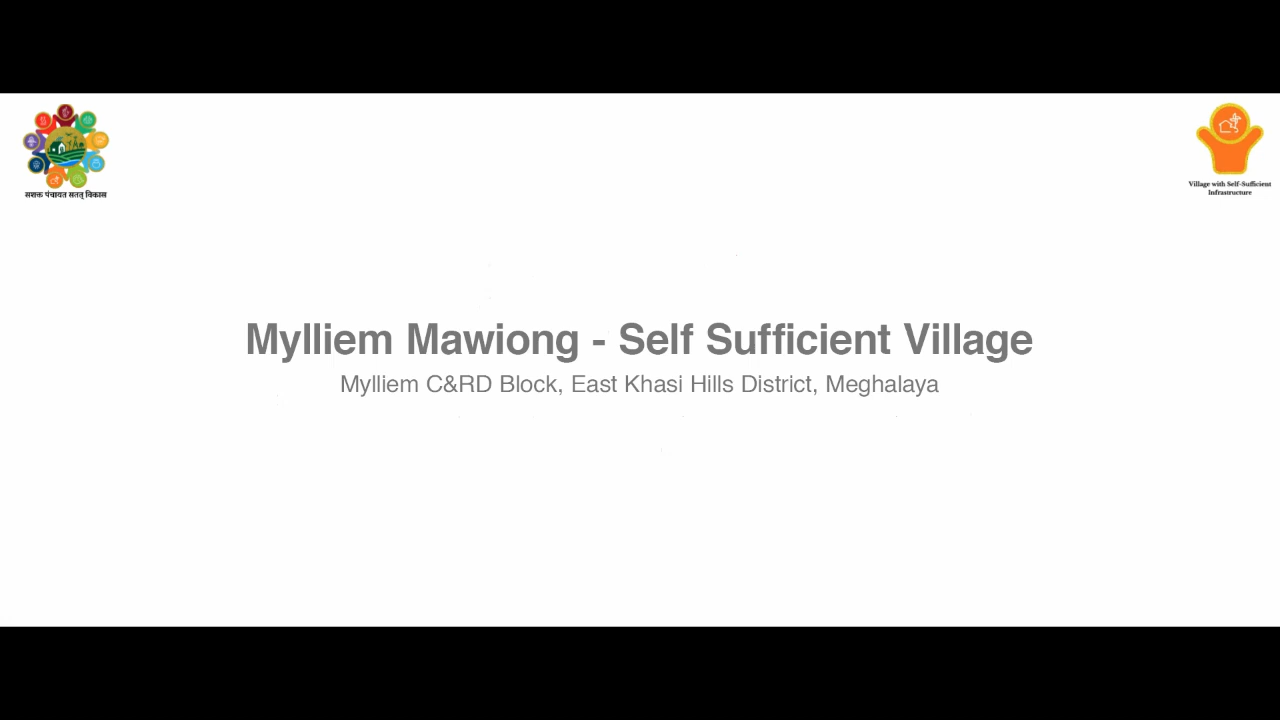 सशक्त पंचायत सतत् विकास
Village with Self-Sufficient
Infrastructure
Mylliem Mawiong - Self Sufficient Village
Mylliem C&RD Block, East Khasi Hills District, Meghalaya